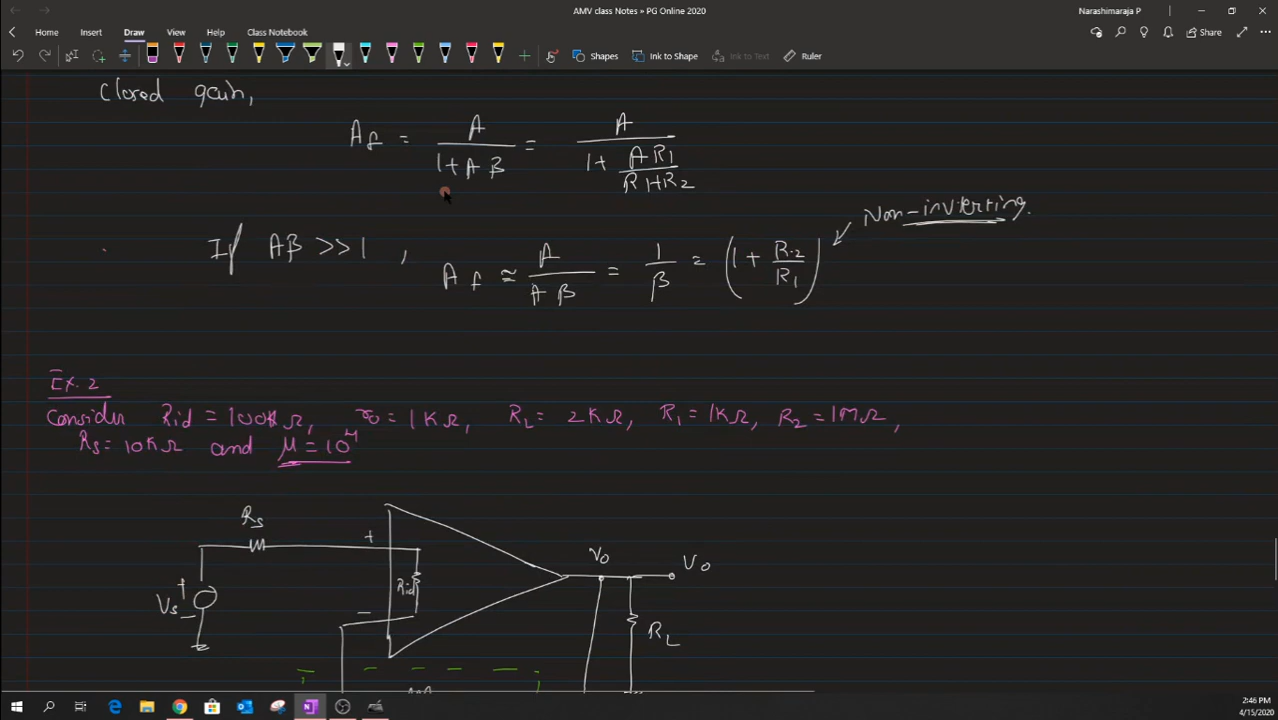 AMV class Notes » PG Online 2020
Narashimaraja P
Home Insert Draw View Help Class Notebook
Shapes Ink to Shape Ink to Text Ruler
Share
Closed gain,
Af = A / (1 + Aβ) = A / (1 + A R1 / (R1+R2))
Non-inverting.
If Aβ >> 1 , Af ≅ A / (Aβ) = 1/β = (1 + R2/R1)
Ex. 2
Consider Rid = 100kΩ, r0 = 1KΩ, RL = 2KΩ, R1 = 1KΩ, R2 = 1MΩ,
Rs = 10KΩ and μ = 10^4
Rs
+
Vo Vo
+ Vs − Rid
−
RL
2:46 PM
4/15/2020